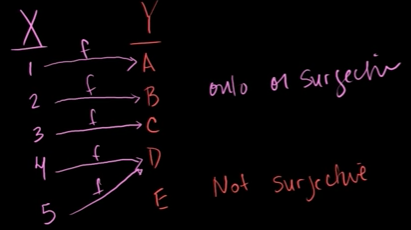 X Y
1 f A
2 f B
3 f C
4 f D
5 f E
onto or surjective
Not surjective